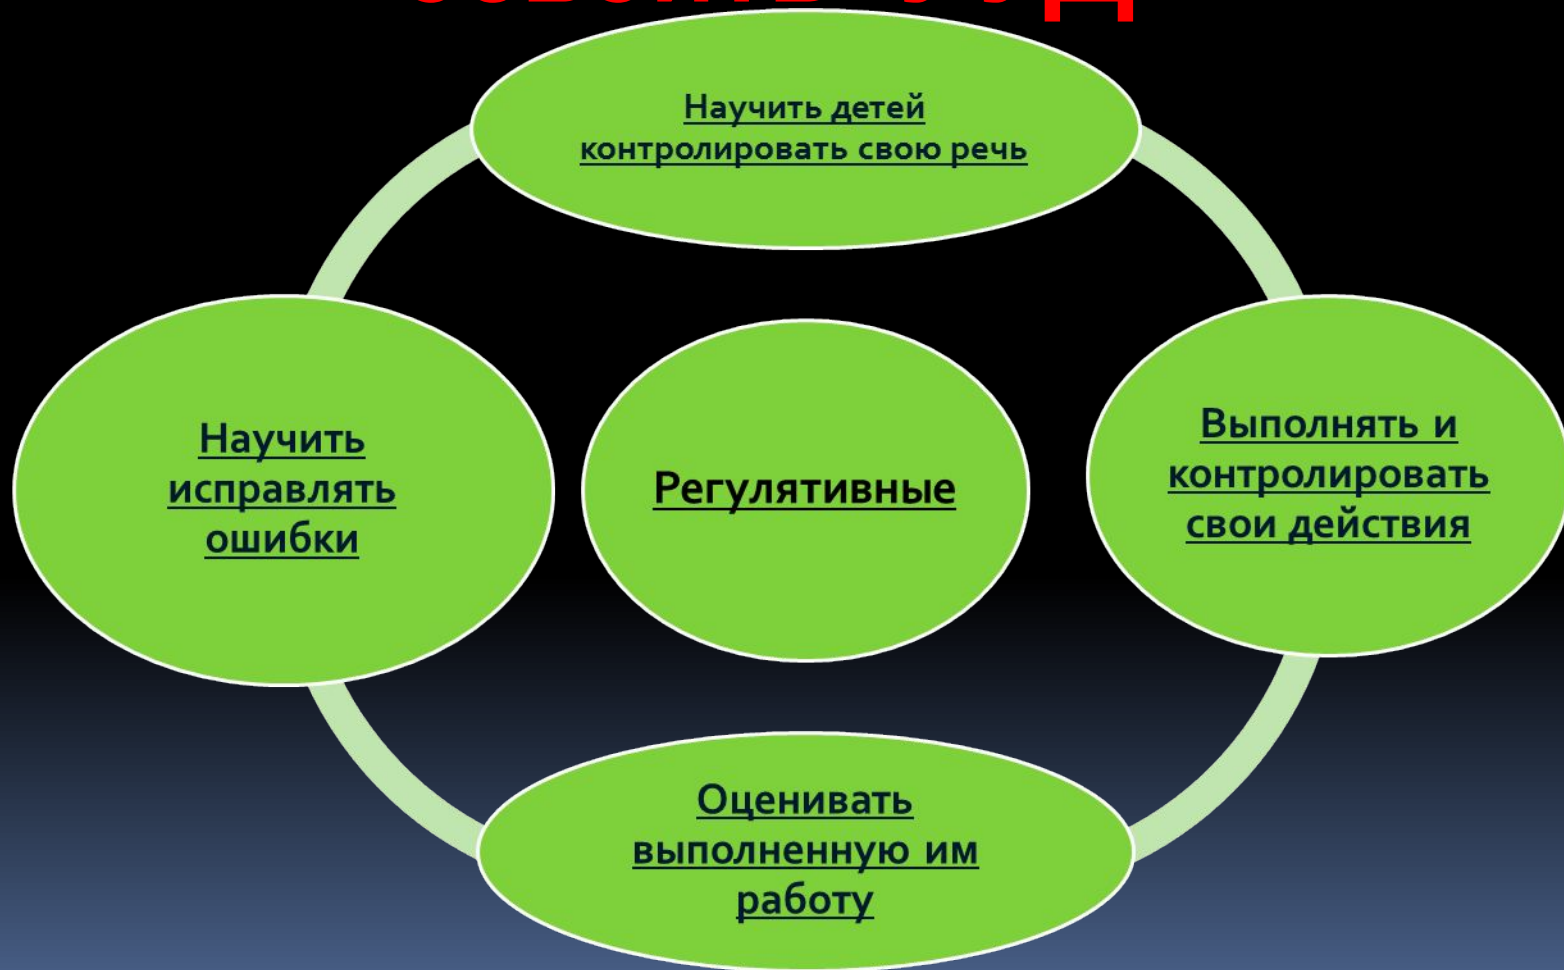 Научить детей
контролировать свою речь
Научить
исправлять
ошибки
Регулятивные
Выполнять и
контролировать
свои действия
Оценивать
выполненную им
работу